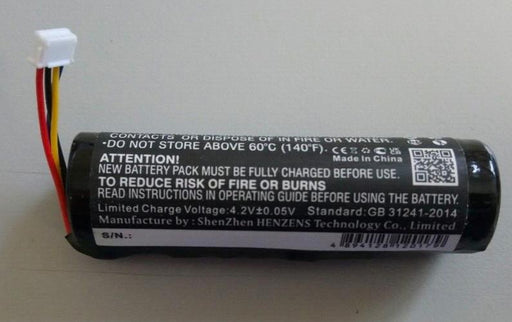 CONTACTS OR DISPOSE OF IN FIRE OR WATER.
•DO NOT STORE ABOVE 60°C (140°F).
Made In China
ATTENTION!
NEW BATTERY PACK MUST BE FULLY CHARGED BEFORE USE.
TO REDUCE RISK OF FIRE OR BURNS
READ INSTRUCTIONS IN OPERATING BEFORE USING THE BATTERY.
Limited Charge Voltage:4.2V±0.05V Standard:GB 31241-2014
Manufacture by : ShenZhen HENZENS Technology Co., Limited
S/N.: